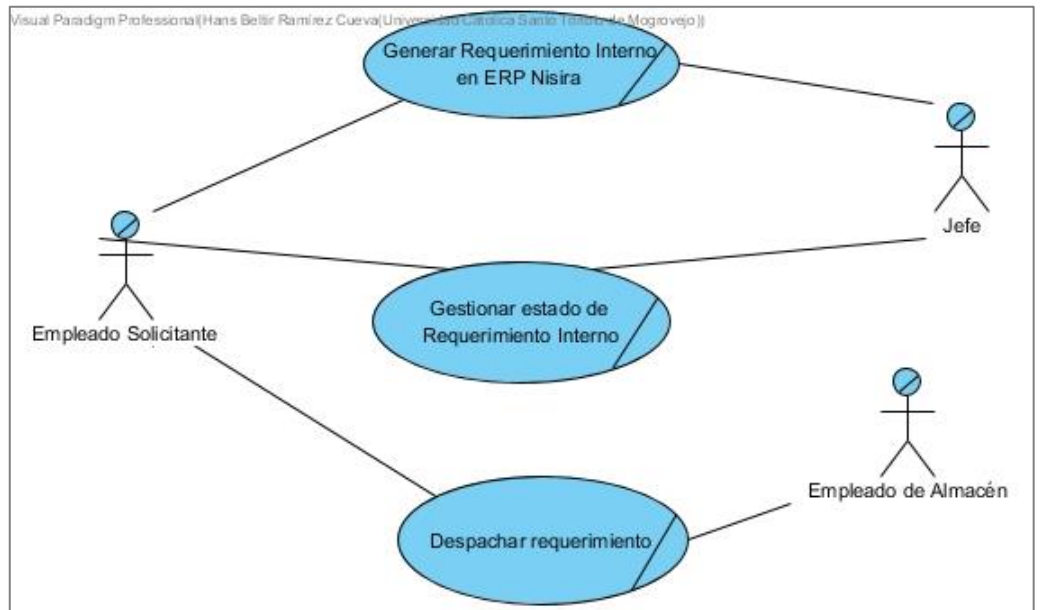 Visual Paradigm Professional(Hans Beltir Ramírez Cueva(Universidad Católica Santo Toribio de Mogrovejo))
Generar Requerimiento Interno
en ERP Nisira
Jefe
Empleado Solicitante
Gestionar estado de
Requerimiento Interno
Empleado de Almacén
Despachar requerimiento